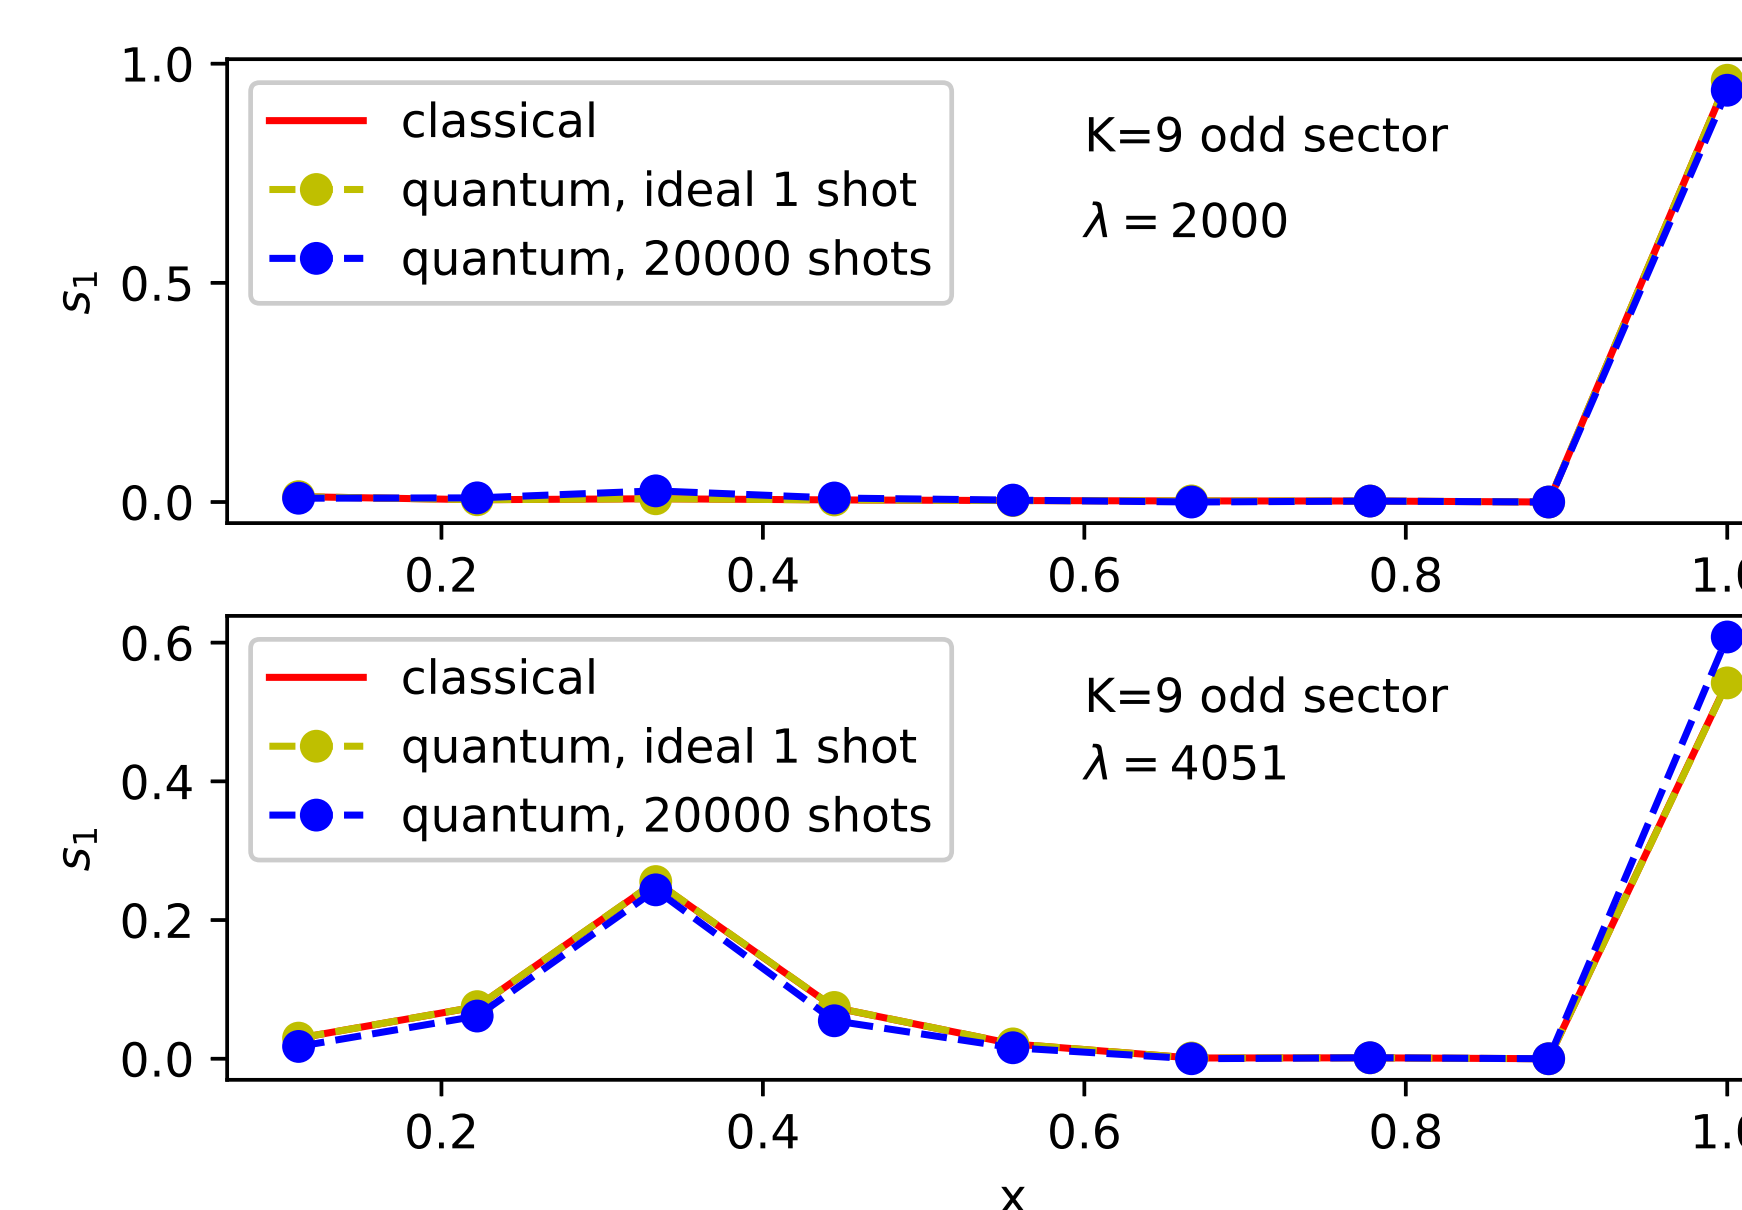 1.0
classical
quantum, ideal 1 shot
quantum, 20000 shots
K=9 odd sector
λ = 2000
0.5
s₁
0.0
0.2 0.4 0.6 0.8
0.6
classical
quantum, ideal 1 shot
quantum, 20000 shots
K=9 odd sector
λ = 4051
0.4
s₁
0.2
0.0
0.2 0.4 0.6 0.8
x